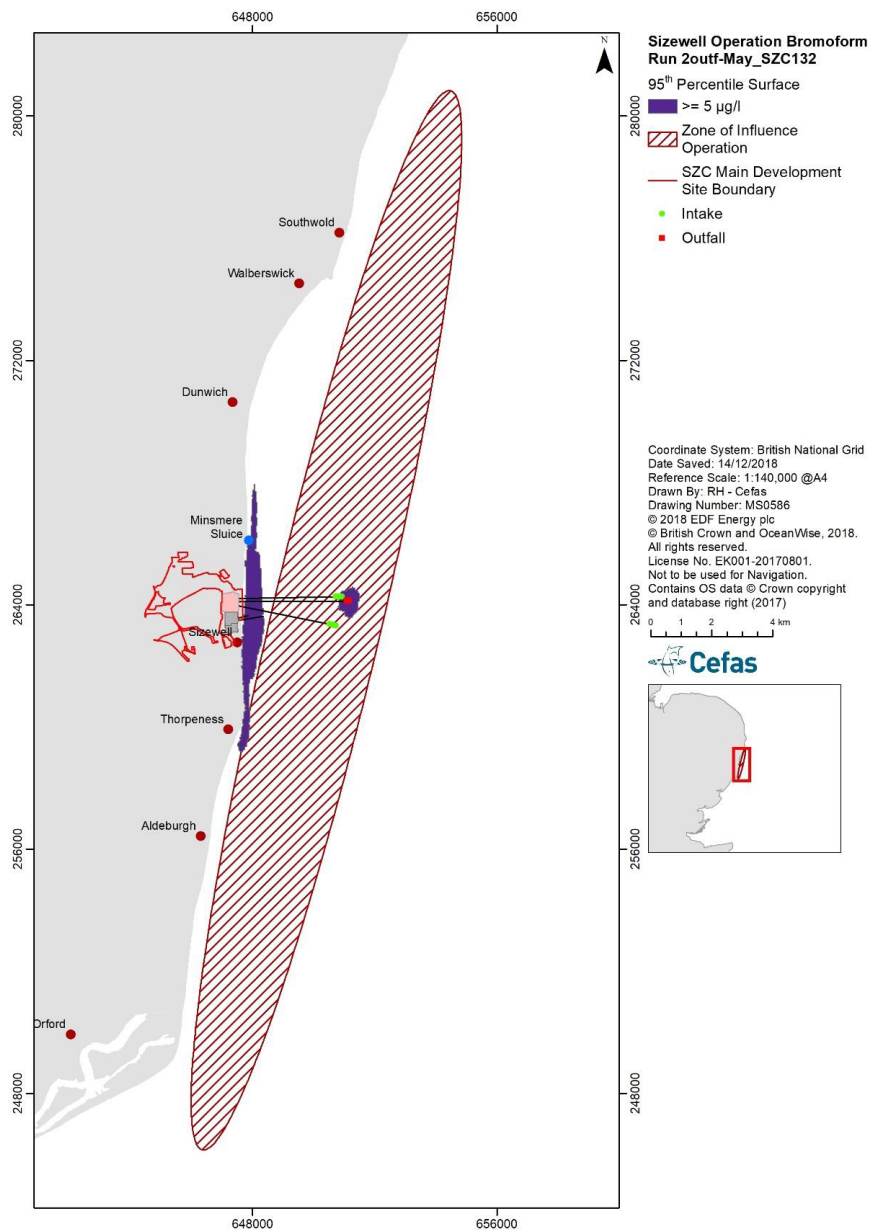 648000
656000
N
280000
272000
264000
256000
248000
Southwold
Walberswick
Dunwich
Minsmere
Sluice
Sizewell
Thorpeness
Aldeburgh
Orford
280000
272000
264000
256000
248000
648000
656000
Sizewell Operation Bromoform
Run 2outf-May_SZC132
95th Percentile Surface
>= 5 µg/l
Zone of Influence
Operation
SZC Main Development
Site Boundary
Intake
Outfall
Coordinate System: British National Grid
Date Saved: 14/12/2018
Reference Scale: 1:140,000 @A4
Drawn By: RH - Cefas
Drawing Number: MS0586
© 2018 EDF Energy plc
© British Crown and OceanWise, 2018.
All rights reserved.
License No. EK001-20170801.
Not to be used for Navigation.
Contains OS data © Crown copyright
and database right (2017)
0 1 2 4 km
Cefas